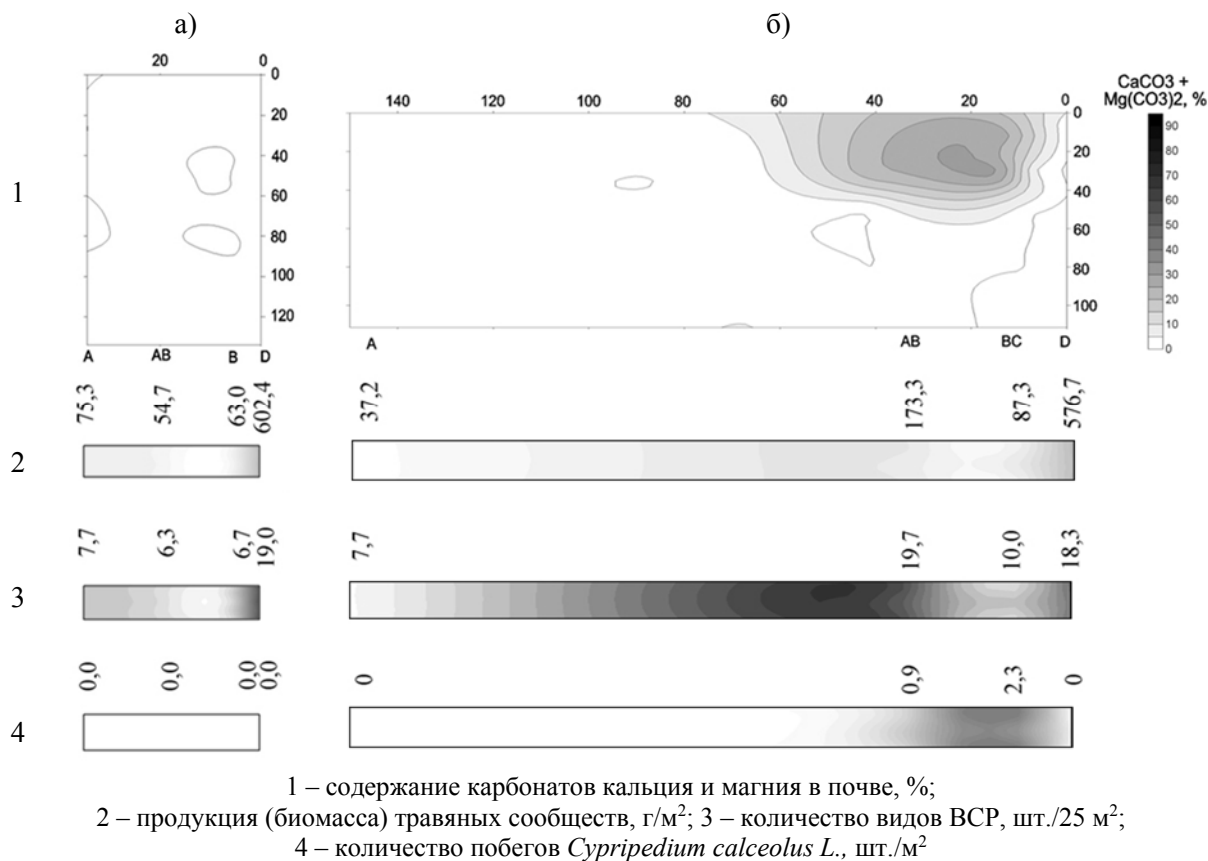 а) б)
20 0
140 120 100 80 60 40 20 0
CaCO3 +
Mg(CO3)2, %
1
0
20
40
60
80
100
120
0
20
40
60
80
100
90
80
70
60
50
40
30
20
10
0
A AB B D
A AB BC D
75,3 54,7 63,0 602,4
37,2 173,3 87,3 576,7
2
7,7 6,3 6,7 19,0
7,7 19,7 10,0 18,3
3
0,0 0,0 0,0 0,0
0 0,9 2,3 0
4
1 – содержание карбонатов кальция и магния в почве, %;
2 – продукция (биомасса) травяных сообществ, г/м²; 3 – количество видов ВСР, шт./25 м²;
4 – количество побегов Cypripedium calceolus L., шт./м²